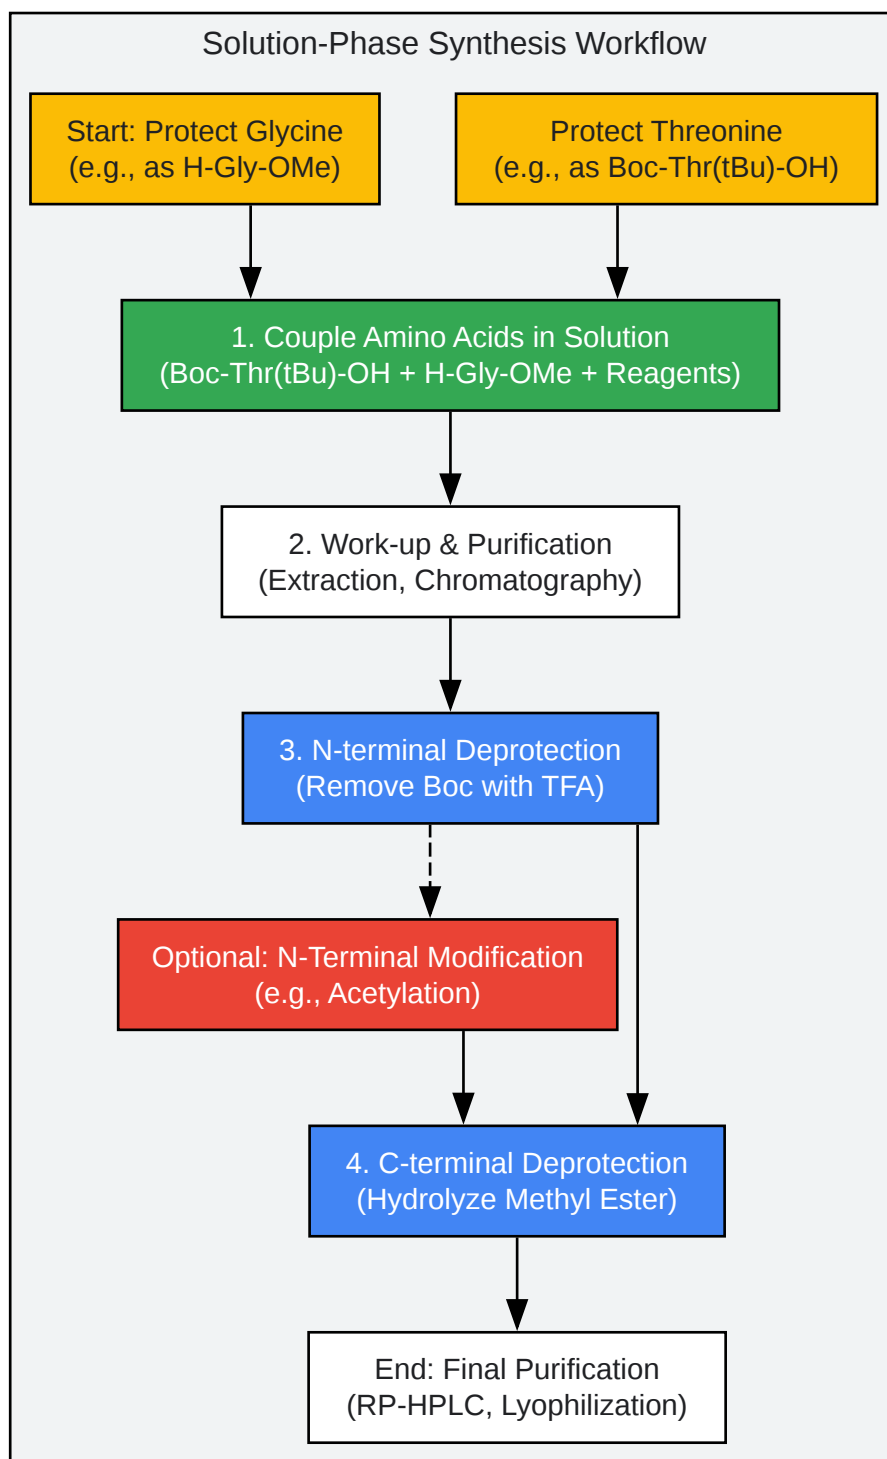 Solution-Phase Synthesis Workflow
Start: Protect Glycine
(e.g., as H-Gly-OMe)
Protect Threonine
(e.g., as Boc-Thr(tBu)-OH)
1. Couple Amino Acids in Solution
(Boc-Thr(tBu)-OH + H-Gly-OMe + Reagents)
2. Work-up & Purification
(Extraction, Chromatography)
3. N-terminal Deprotection
(Remove Boc with TFA)
Optional: N-Terminal Modification
(e.g., Acetylation)
4. C-terminal Deprotection
(Hydrolyze Methyl Ester)
End: Final Purification
(RP-HPLC, Lyophilization)